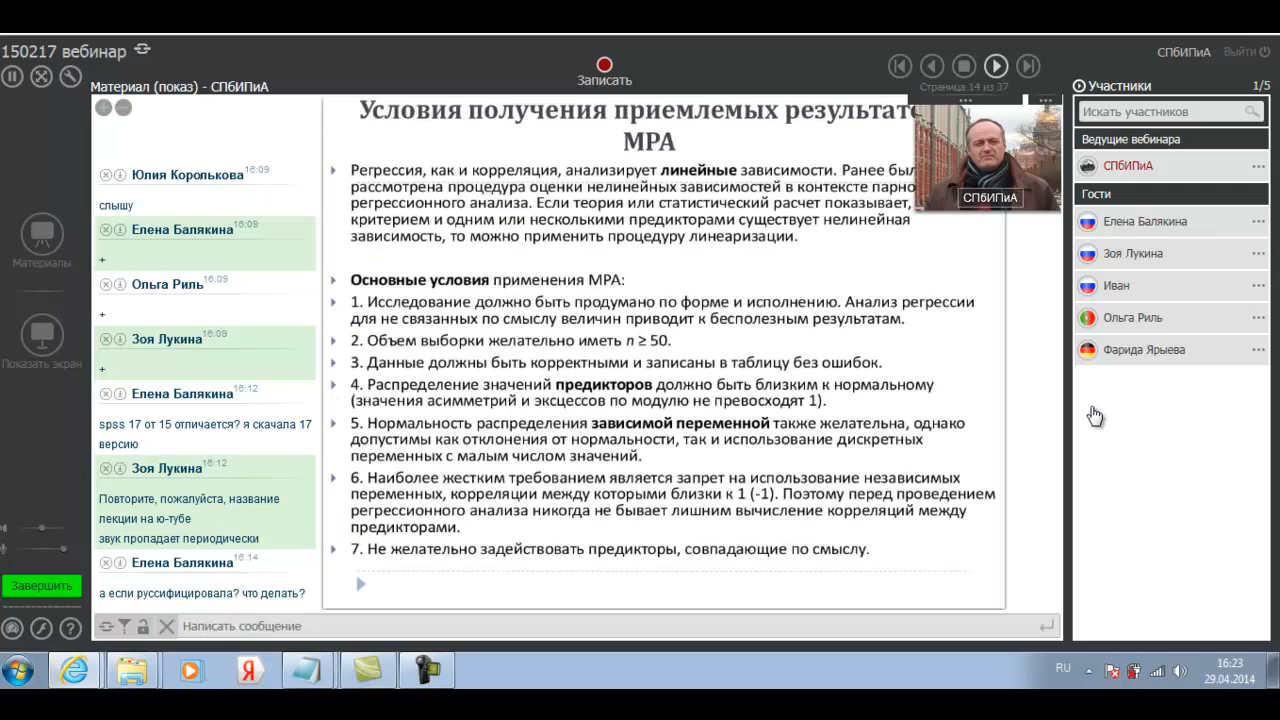 150217 вебинар
СПбИПиА
Выйти
Записать
Страница 14 из 37
Материал (показ) - СПбИПиА
Материалы
Показать экран
Завершить
Юлия Королькова 16:09
слышу
Елена Балякина 16:09
+
Ольга Риль 16:09
+
Зоя Лукина 16:09
+
Елена Балякина 16:12
spss 17 от 15 отличается? я скачала 17
версию
Зоя Лукина 16:12
Повторите, пожалуйста, название
лекции на ю-тубе
звук пропадает периодически
Елена Балякина 16:14
а если руссифицировала? что делать?
Написать сообщение
Условия получения приемлемых результато
МРА
Регрессия, как и корреляция, анализирует линейные зависимости. Ранее был
рассмотрена процедура оценки нелинейных зависимостей в контексте парно
регрессионного анализа. Если теория или статистический расчет показывает,
критерием и одним или несколькими предикторами существует нелинейная
зависимость, то можно применить процедуру линеаризации.
Основные условия применения МРА:
1. Исследование должно быть продумано по форме и исполнению. Анализ регрессии
для не связанных по смыслу величин приводит к бесполезным результатам.
2. Объем выборки желательно иметь n ≥ 50.
3. Данные должны быть корректными и записаны в таблицу без ошибок.
4. Распределение значений предикторов должно быть близким к нормальному
(значения асимметрий и эксцессов по модулю не превосходят 1).
5. Нормальность распределения зависимой переменной также желательна, однако
допустимы как отклонения от нормальности, так и использование дискретных
переменных с малым числом значений.
6. Наиболее жестким требованием является запрет на использование независимых
переменных, корреляции между которыми близки к 1 (-1). Поэтому перед проведением
регрессионного анализа никогда не бывает лишним вычисление корреляций между
предикторами.
7. Не желательно задействовать предикторы, совпадающие по смыслу.
СПбИПиА
Участники 1/5
Искать участников
Ведущие вебинара
СПбИПиА
Гости
Елена Балякина
Зоя Лукина
Иван
Ольга Риль
Фарида Ярыева
RU
16:23
29.04.2014